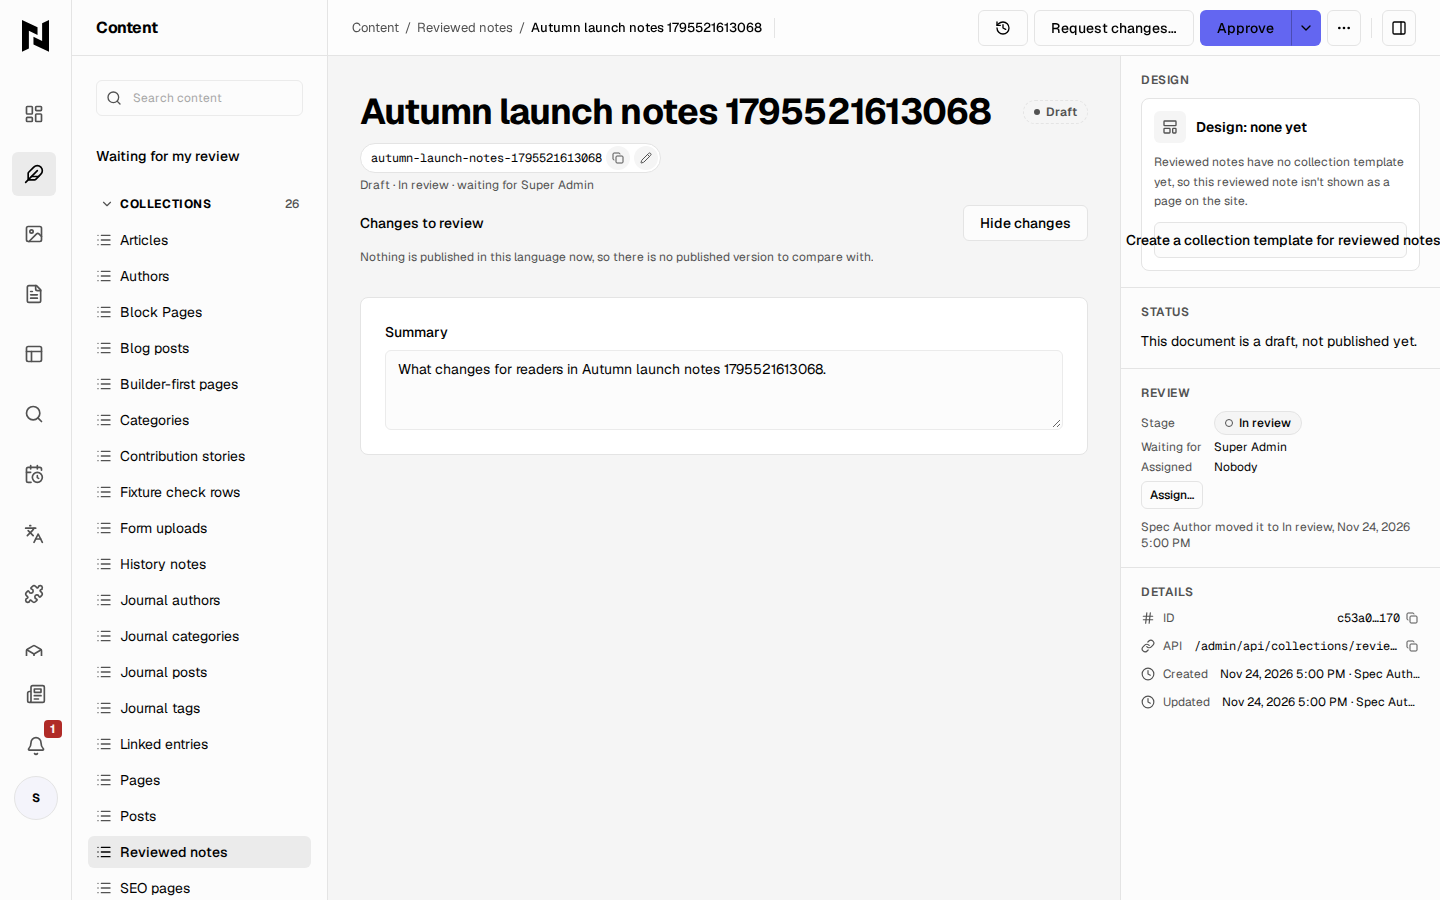 Content
Content / Reviewed notes / Autumn launch notes 1795521613068
Request changes...
Approve
Search content
Waiting for my review
COLLECTIONS 26
Articles
Authors
Block Pages
Blog posts
Builder-first pages
Categories
Contribution stories
Fixture check rows
Form uploads
History notes
Journal authors
Journal categories
Journal posts
Journal tags
Linked entries
Pages
Posts
Reviewed notes
SEO pages
1
S
Autumn launch notes 1795521613068
Draft
autumn-launch-notes-1795521613068
Draft · In review · waiting for Super Admin
Changes to review
Hide changes
Nothing is published in this language now, so there is no published version to compare with.
Summary
What changes for readers in Autumn launch notes 1795521613068.
DESIGN
Design: none yet
Reviewed notes have no collection template
yet, so this reviewed note isn't shown as a
page on the site.
Create a collection template for reviewed notes
STATUS
This document is a draft, not published yet.
REVIEW
Stage In review
Waiting for Super Admin
Assigned Nobody
Assign...
Spec Author moved it to In review, Nov 24, 2026
5:00 PM
DETAILS
ID c53a0…170
API /admin/api/collections/revie…
Created Nov 24, 2026 5:00 PM · Spec Auth…
Updated Nov 24, 2026 5:00 PM · Spec Aut…